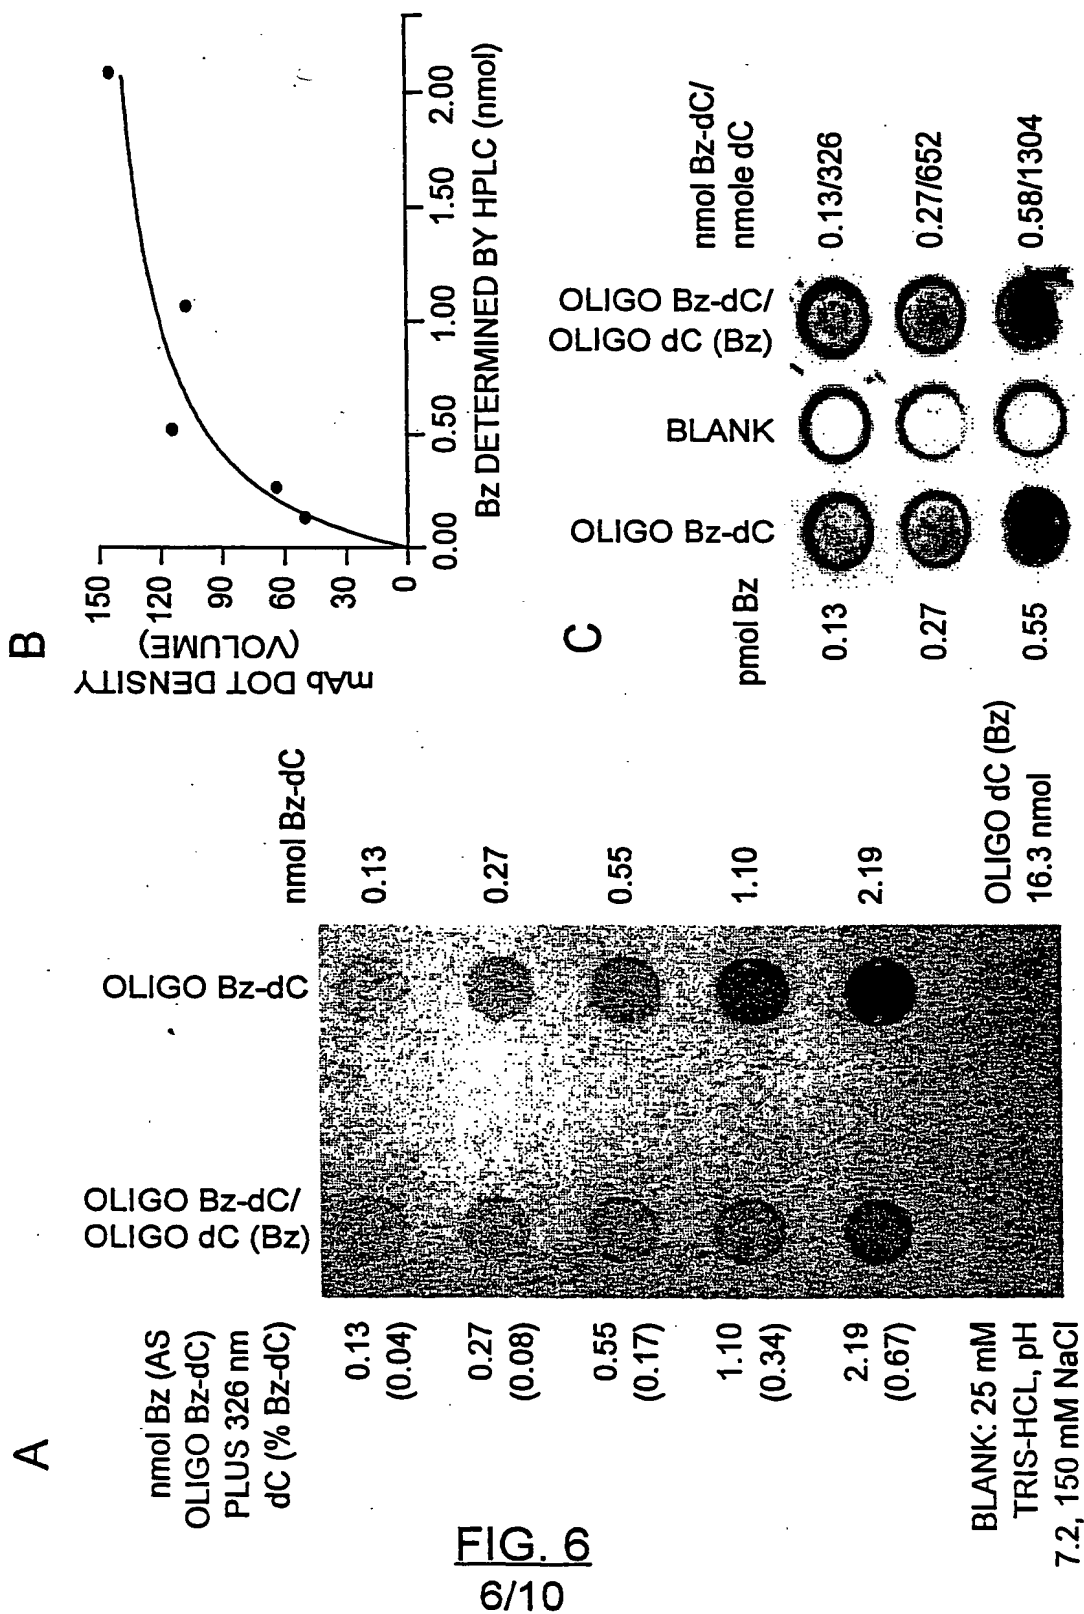 A
nmol Bz (AS
OLIGO Bz-dC)
PLUS 326 nm
dC (% Bz-dC)
OLIGO Bz-dC/
OLIGO dC (Bz)
OLIGO Bz-dC
nmol Bz-dC
0.13
(0.04)
0.13
0.27
(0.08)
0.27
0.55
(0.17)
0.55
1.10
(0.34)
1.10
2.19
(0.67)
2.19
BLANK: 25 mM
TRIS-HCL, pH
7.2, 150 mM NaCl
OLIGO dC (Bz)
16.3 nmol
B
mAb DOT DENSITY
(VOLUME)
150
120
90
60
30
0
0.00
0.50
1.00
1.50
2.00
Bz DETERMINED BY HPLC (nmol)
C
pmol Bz
OLIGO Bz-dC
BLANK
OLIGO Bz-dC/
OLIGO dC (Bz)
nmol Bz-dC/
nmole dC
0.13
0.13/326
0.27
0.27/652
0.55
0.58/1304
FIG. 6
6/10